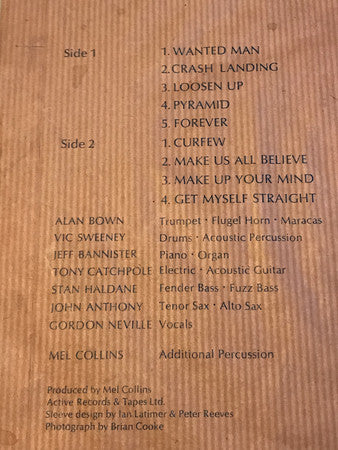 Side 1 1. WANTED MAN
2. CRASH LANDING
3. LOOSEN UP
4. PYRAMID
5. FOREVER
Side 2 1. CURFEW
2. MAKE US ALL BELIEVE
3. MAKE UP YOUR MIND
4. GET MYSELF STRAIGHT
ALAN BOWN Trumpet · Flugel Horn · Maracas
VIC SWEENEY Drums · Acoustic Percussion
JEFF BANNISTER Piano · Organ
TONY CATCHPOLE Electric · Acoustic Guitar
STAN HALDANE Fender Bass · Fuzz Bass
JOHN ANTHONY Tenor Sax · Alto Sax
GORDON NEVILLE Vocals
MEL COLLINS Additional Percussion
Produced by Mel Collins
Active Records & Tapes Ltd.
Sleeve design by Ian Latimer & Peter Reeves
Photograph by Brian Cooke